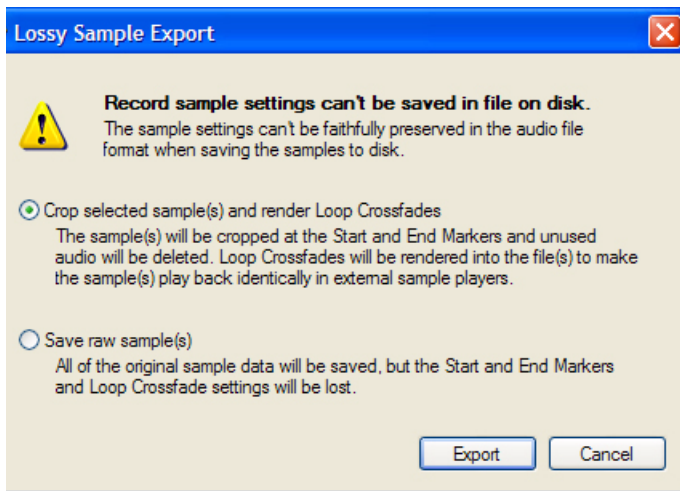 Lossy Sample Export
Record sample settings can't be saved in file on disk.
The sample settings can't be faithfully preserved in the audio file
format when saving the samples to disk.
Crop selected sample(s) and render Loop Crossfades
The sample(s) will be cropped at the Start and End Markers and unused
audio will be deleted. Loop Crossfades will be rendered into the file(s) to make
the sample(s) play back identically in external sample players.
Save raw sample(s)
All of the original sample data will be saved, but the Start and End Markers
and Loop Crossfade settings will be lost.
Export Cancel